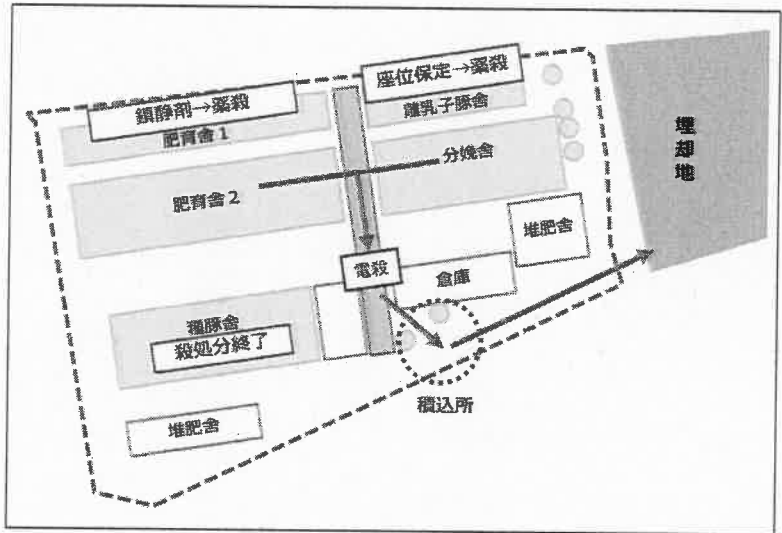 座位保定→薬殺
鎮静剤→薬殺
離乳子豚舎
肥育舎1
分娩舎
肥育舎2
埋却地
堆肥舎
電殺
倉庫
種豚舎
殺処分終了
積込所
堆肥舎